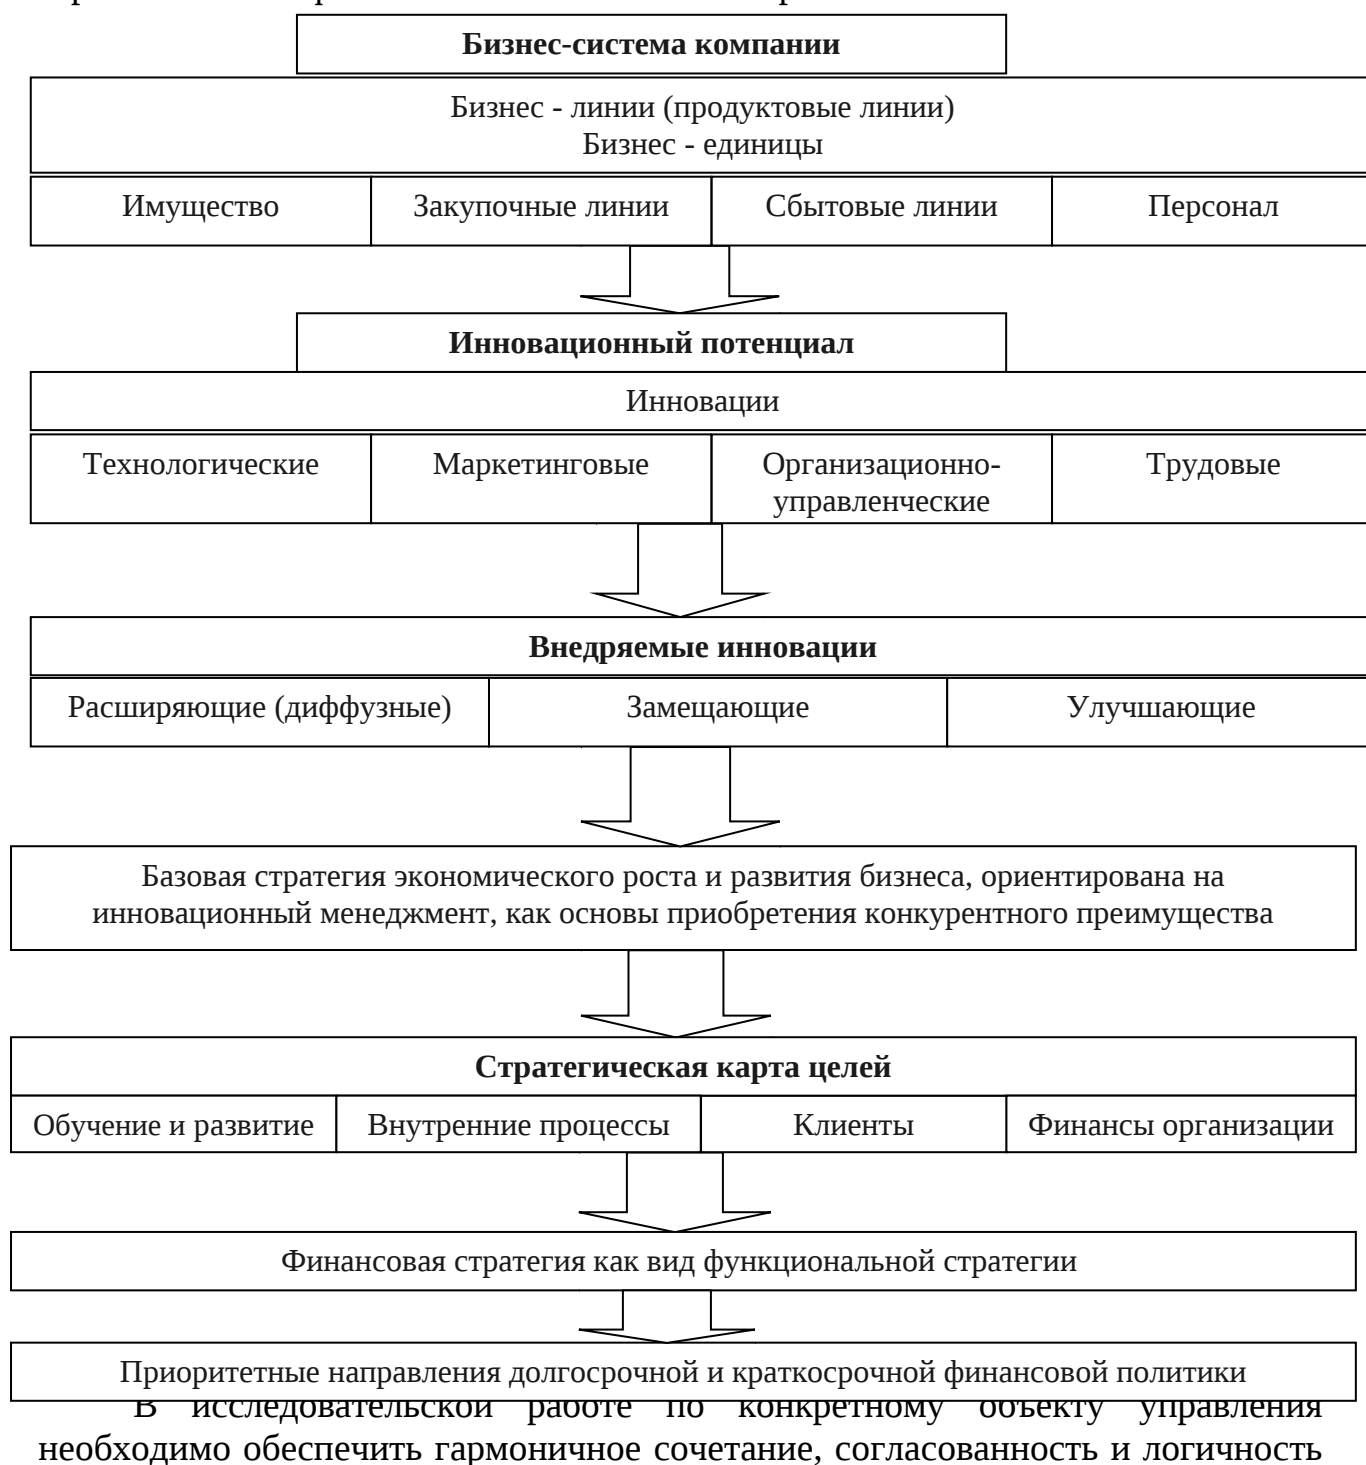 Бизнес-система компании
Бизнес - линии (продуктовые линии)
Бизнес - единицы
Имущество
Закупочные линии
Сбытовые линии
Персонал
Инновационный потенциал
Инновации
Технологические
Маркетинговые
Организационно-
управленческие
Трудовые
Внедряемые инновации
Расширяющие (диффузные)
Замещающие
Улучшающие
Базовая стратегия экономического роста и развития бизнеса, ориентирована на
инновационный менеджмент, как основы приобретения конкурентного преимущества
Стратегическая карта целей
Обучение и развитие
Внутренние процессы
Клиенты
Финансы организации
Финансовая стратегия как вид функциональной стратегии
Приоритетные направления долгосрочной и краткосрочной финансовой политики
В исследовательской работе по конкретному объекту управления
необходимо обеспечить гармоничное сочетание, согласованность и логичность